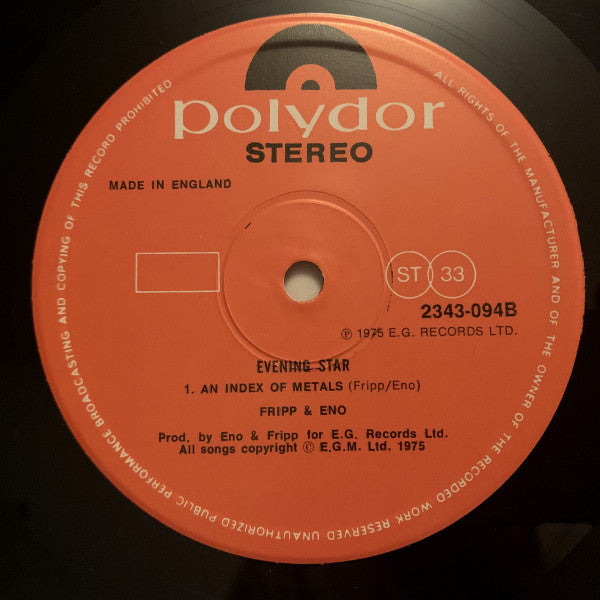 polydor
STEREO
MADE IN ENGLAND
ST 33
2343-094B
℗ 1975 E.G. RECORDS LTD.
EVENING STAR
1. AN INDEX OF METALS (Fripp/Eno)
FRIPP & ENO
Prod. by Eno & Fripp for E.G. Records Ltd.
All songs copyright © E.G.M. Ltd. 1975
ALL RIGHTS OF THE MANUFACTURER AND OF THE OWNER OF THE RECORDED WORK RESERVED UNAUTHORIZED PUBLIC PERFORMANCE BROADCASTING AND COPYING OF THIS RECORD PROHIBITED